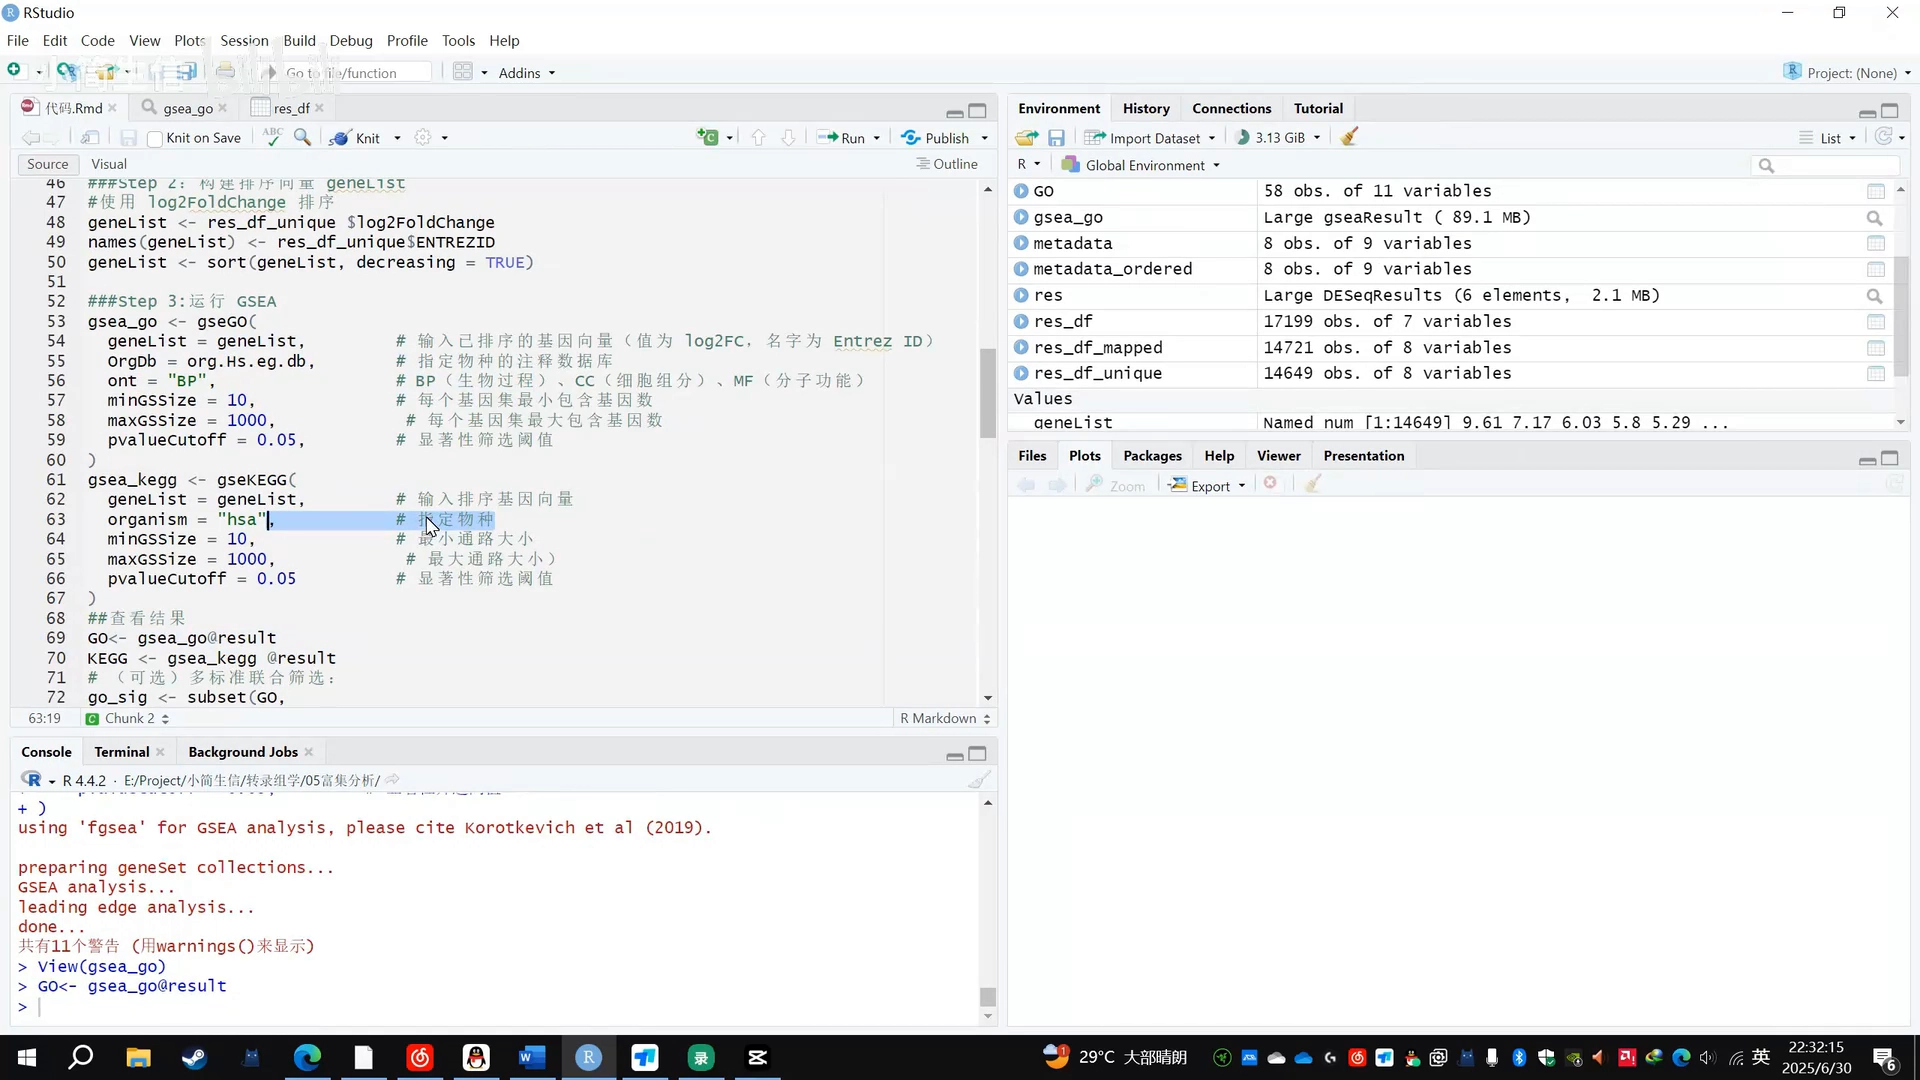 RStudio
File Edit Code View Plots Session Build Debug Profile Tools Help
Go to file/function Addins Project: (None)
代码.Rmd gsea_go res_df
Knit on Save Knit Run Publish
Source Visual Outline
46 ###Step 2: 构建排序向量 geneList
47 #使用 log2FoldChange 排序
48 geneList <- res_df_unique $log2FoldChange
49 names(geneList) <- res_df_unique$ENTREZID
50 geneList <- sort(geneList, decreasing = TRUE)
51
52 ###Step 3:运行 GSEA
53 gsea_go <- gseGO(
54 geneList = geneList, # 输入已排序的基因向量（值为 log2FC，名字为 Entrez ID）
55 OrgDb = org.Hs.eg.db, # 指定物种的注释数据库
56 ont = "BP", # BP（生物过程）、CC（细胞组分）、MF（分子功能）
57 minGSSize = 10, # 每个基因集最小包含基因数
58 maxGSSize = 1000, # 每个基因集最大包含基因数
59 pvalueCutoff = 0.05, # 显著性筛选阈值
60 )
61 gsea_kegg <- gseKEGG(
62 geneList = geneList, # 输入排序基因向量
63 organism = "hsa", # 指定物种
64 minGSSize = 10, # 最小通路大小
65 maxGSSize = 1000, # 最大通路大小）
66 pvalueCutoff = 0.05 # 显著性筛选阈值
67 )
68 ##查看结果
69 GO<- gsea_go@result
70 KEGG <- gsea_kegg @result
71 # （可选）多标准联合筛选：
72 go_sig <- subset(GO,
63:19 Chunk 2 R Markdown
Console Terminal Background Jobs
R 4.4.2 · E:/Project/小简生信/转录组学/05富集分析/
+ )
using 'fgsea' for GSEA analysis, please cite Korotkevich et al (2019).
preparing geneSet collections...
GSEA analysis...
leading edge analysis...
done...
共有11个警告 (用warnings()来显示)
> View(gsea_go)
> GO<- gsea_go@result
>
Environment History Connections Tutorial
Import Dataset 3.13 GiB List
R Global Environment
GO 58 obs. of 11 variables
gsea_go Large gseaResult ( 89.1 MB)
metadata 8 obs. of 9 variables
metadata_ordered 8 obs. of 9 variables
res Large DESeqResults (6 elements, 2.1 MB)
res_df 17199 obs. of 7 variables
res_df_mapped 14721 obs. of 8 variables
res_df_unique 14649 obs. of 8 variables
Values
geneList Named num [1:14649] 9.61 7.17 6.03 5.8 5.29 ...
Files Plots Packages Help Viewer Presentation
Zoom Export
29°C 大部晴朗 英 22:32:15
2025/6/30
6